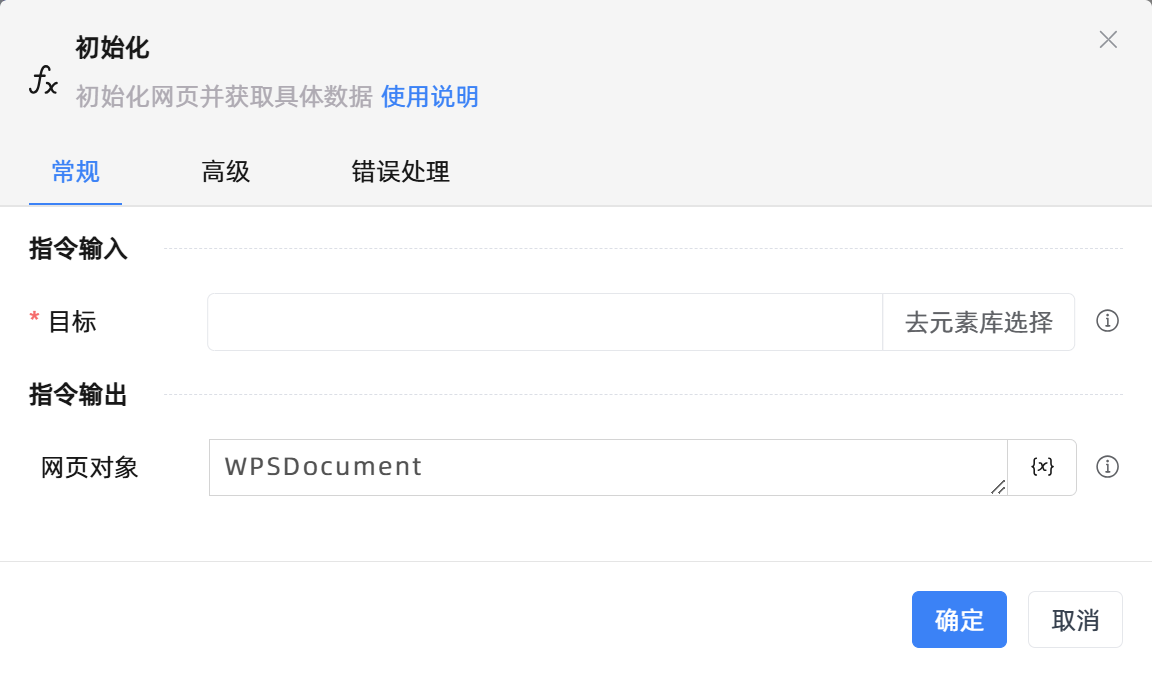 初始化
初始化网页并获取具体数据 使用说明
常规 高级 错误处理
指令输入
* 目标 去元素库选择
指令输出
网页对象 WPSDocument {x}
确定 取消